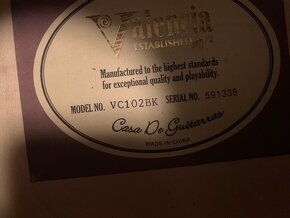 Valencia
ESTABLISHED
Manufactured to the highest standards
for exceptional quality and playability.
MODEL NO. VC102BK SERIAL NO. 591338
Casa De Guitarras
MADE IN CHINA